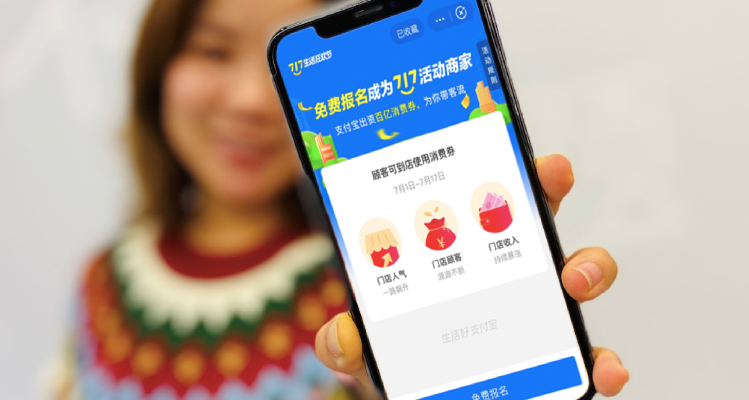 已收藏
717生活狂欢节
活动规则
免费报名成为717活动商家
支付宝出资百亿消费券，为你带客流
顾客可到店使用消费券
7月1日-7月17日
门店人气
一路飙升
门店顾客
源源不断
门店收入
持续暴涨
生活好支付宝
免费报名